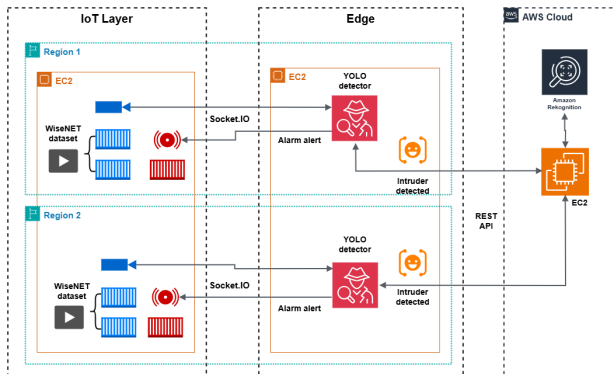 IoT Layer
Edge
aws
AWS Cloud
Region 1
EC2
EC2
YOLO
detector
WiseNET
dataset
Socket.IO
Alarm alert
Intruder
detected
Amazon
Rekognition
EC2
REST
API
Region 2
YOLO
detector
WiseNET
dataset
Socket.IO
Alarm alert
Intruder
detected